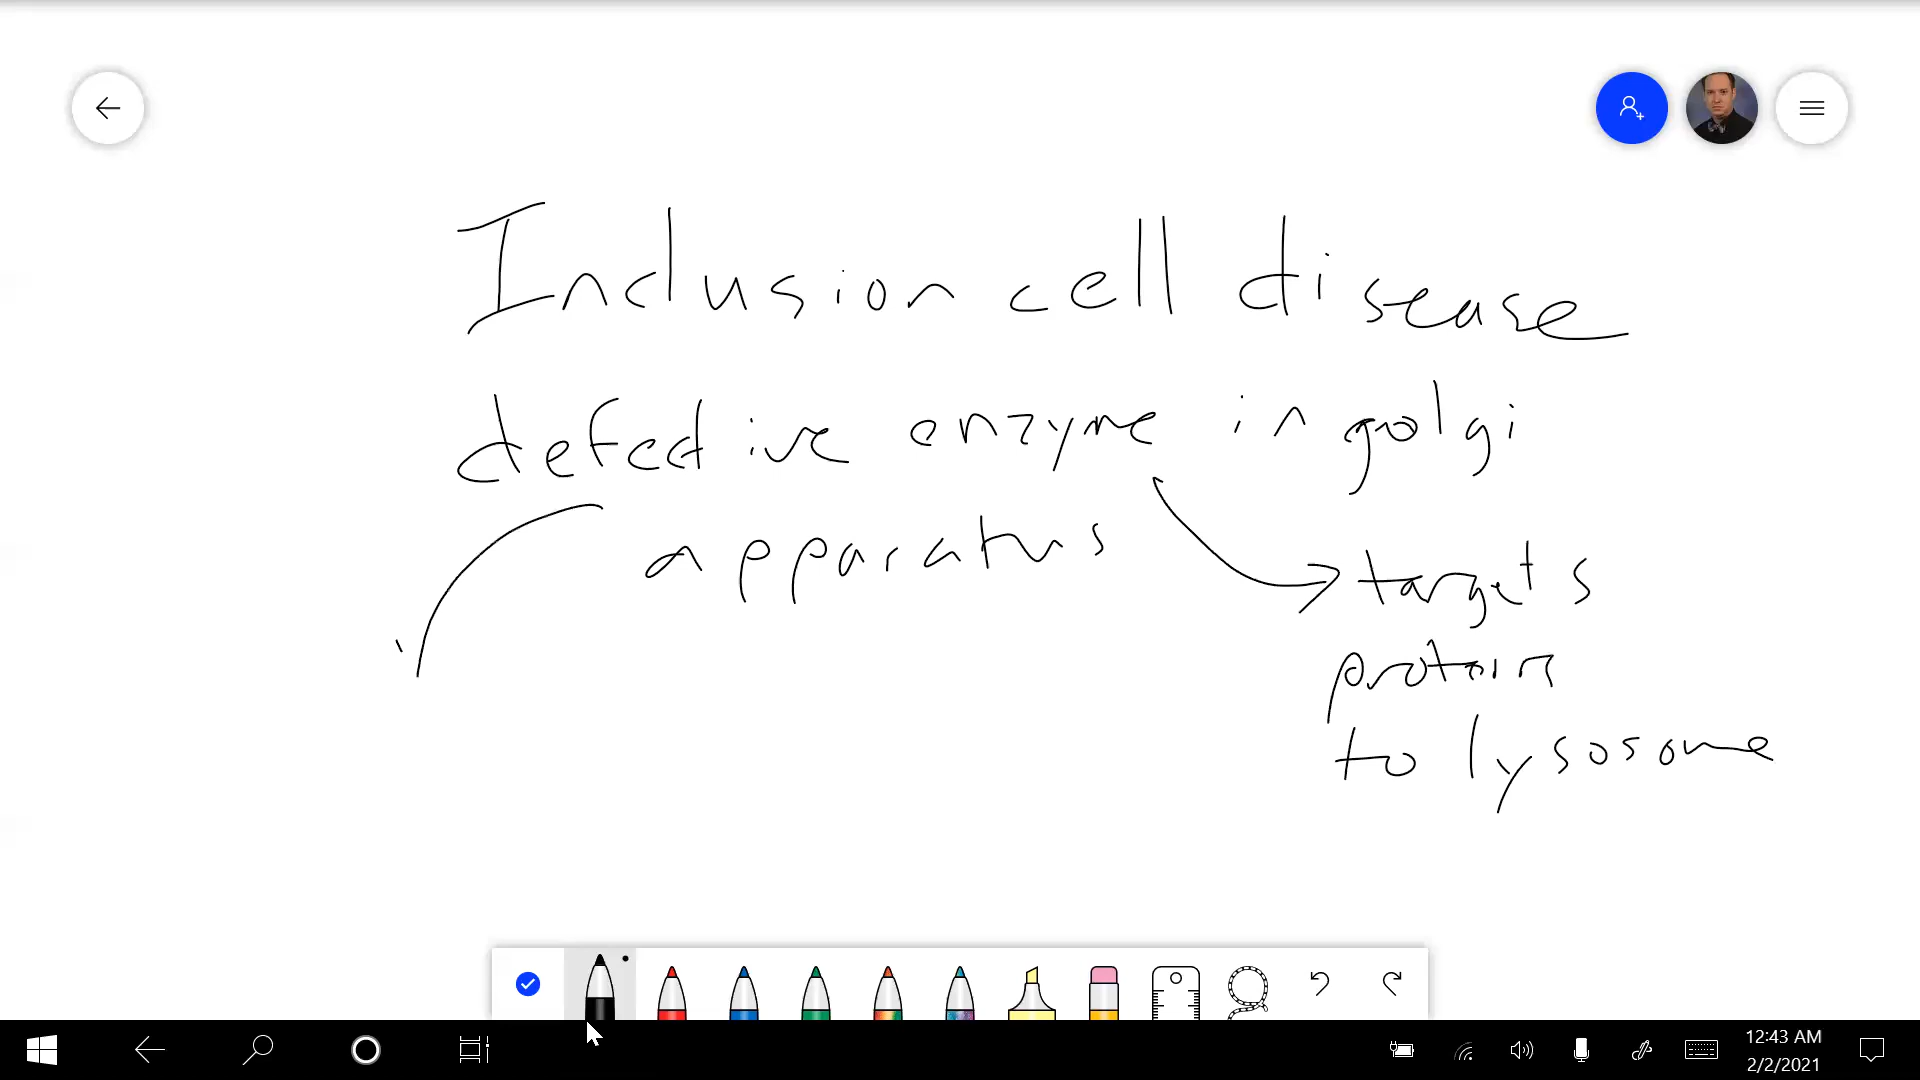 Inclusion cell disease
defective enzyme in golgi
apparatus
targets
protein
to lysosome
12:43 AM
2/2/2021